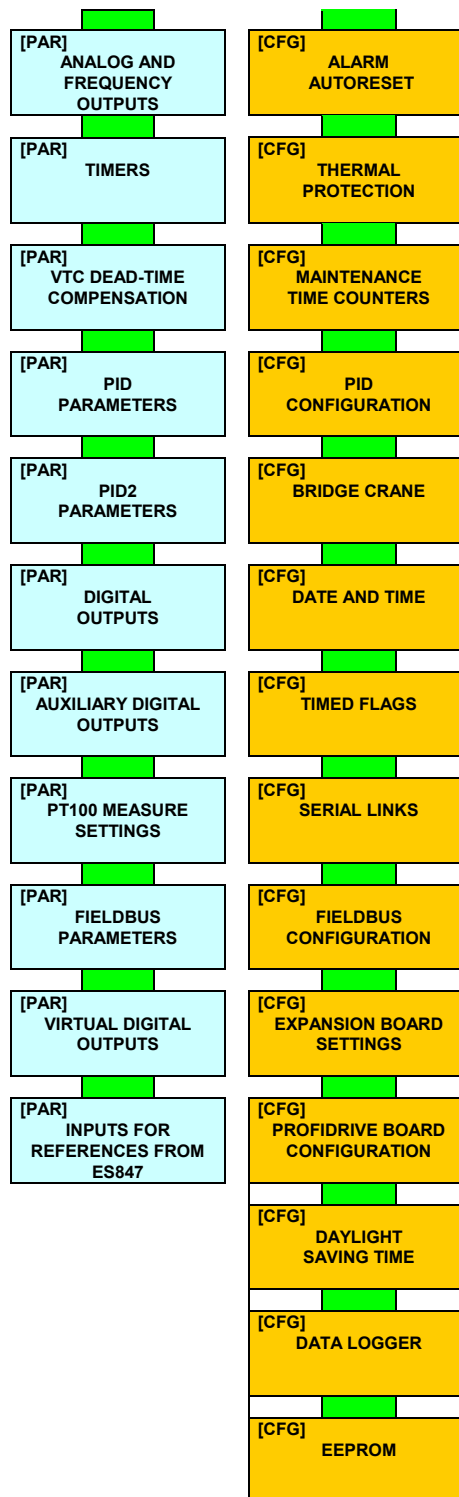 [PAR]
ANALOG AND
FREQUENCY
OUTPUTS
[PAR]
TIMERS
[PAR]
VTC DEAD-TIME
COMPENSATION
[PAR]
PID
PARAMETERS
[PAR]
PID2
PARAMETERS
[PAR]
DIGITAL
OUTPUTS
[PAR]
AUXILIARY DIGITAL
OUTPUTS
[PAR]
PT100 MEASURE
SETTINGS
[PAR]
FIELDBUS
PARAMETERS
[PAR]
VIRTUAL DIGITAL
OUTPUTS
[PAR]
INPUTS FOR
REFERENCES FROM
ES847
[CFG]
ALARM
AUTORESET
[CFG]
THERMAL
PROTECTION
[CFG]
MAINTENANCE
TIME COUNTERS
[CFG]
PID
CONFIGURATION
[CFG]
BRIDGE CRANE
[CFG]
DATE AND TIME
[CFG]
TIMED FLAGS
[CFG]
SERIAL LINKS
[CFG]
FIELDBUS
CONFIGURATION
[CFG]
EXPANSION BOARD
SETTINGS
[CFG]
PROFIDRIVE BOARD
CONFIGURATION
[CFG]
DAYLIGHT
SAVING TIME
[CFG]
DATA LOGGER
[CFG]
EEPROM